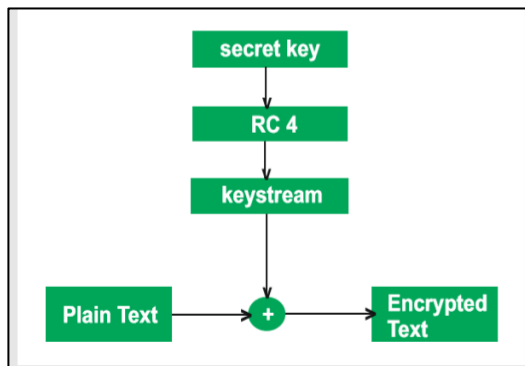 secret key
RC 4
keystream
Plain Text
+
Encrypted
Text